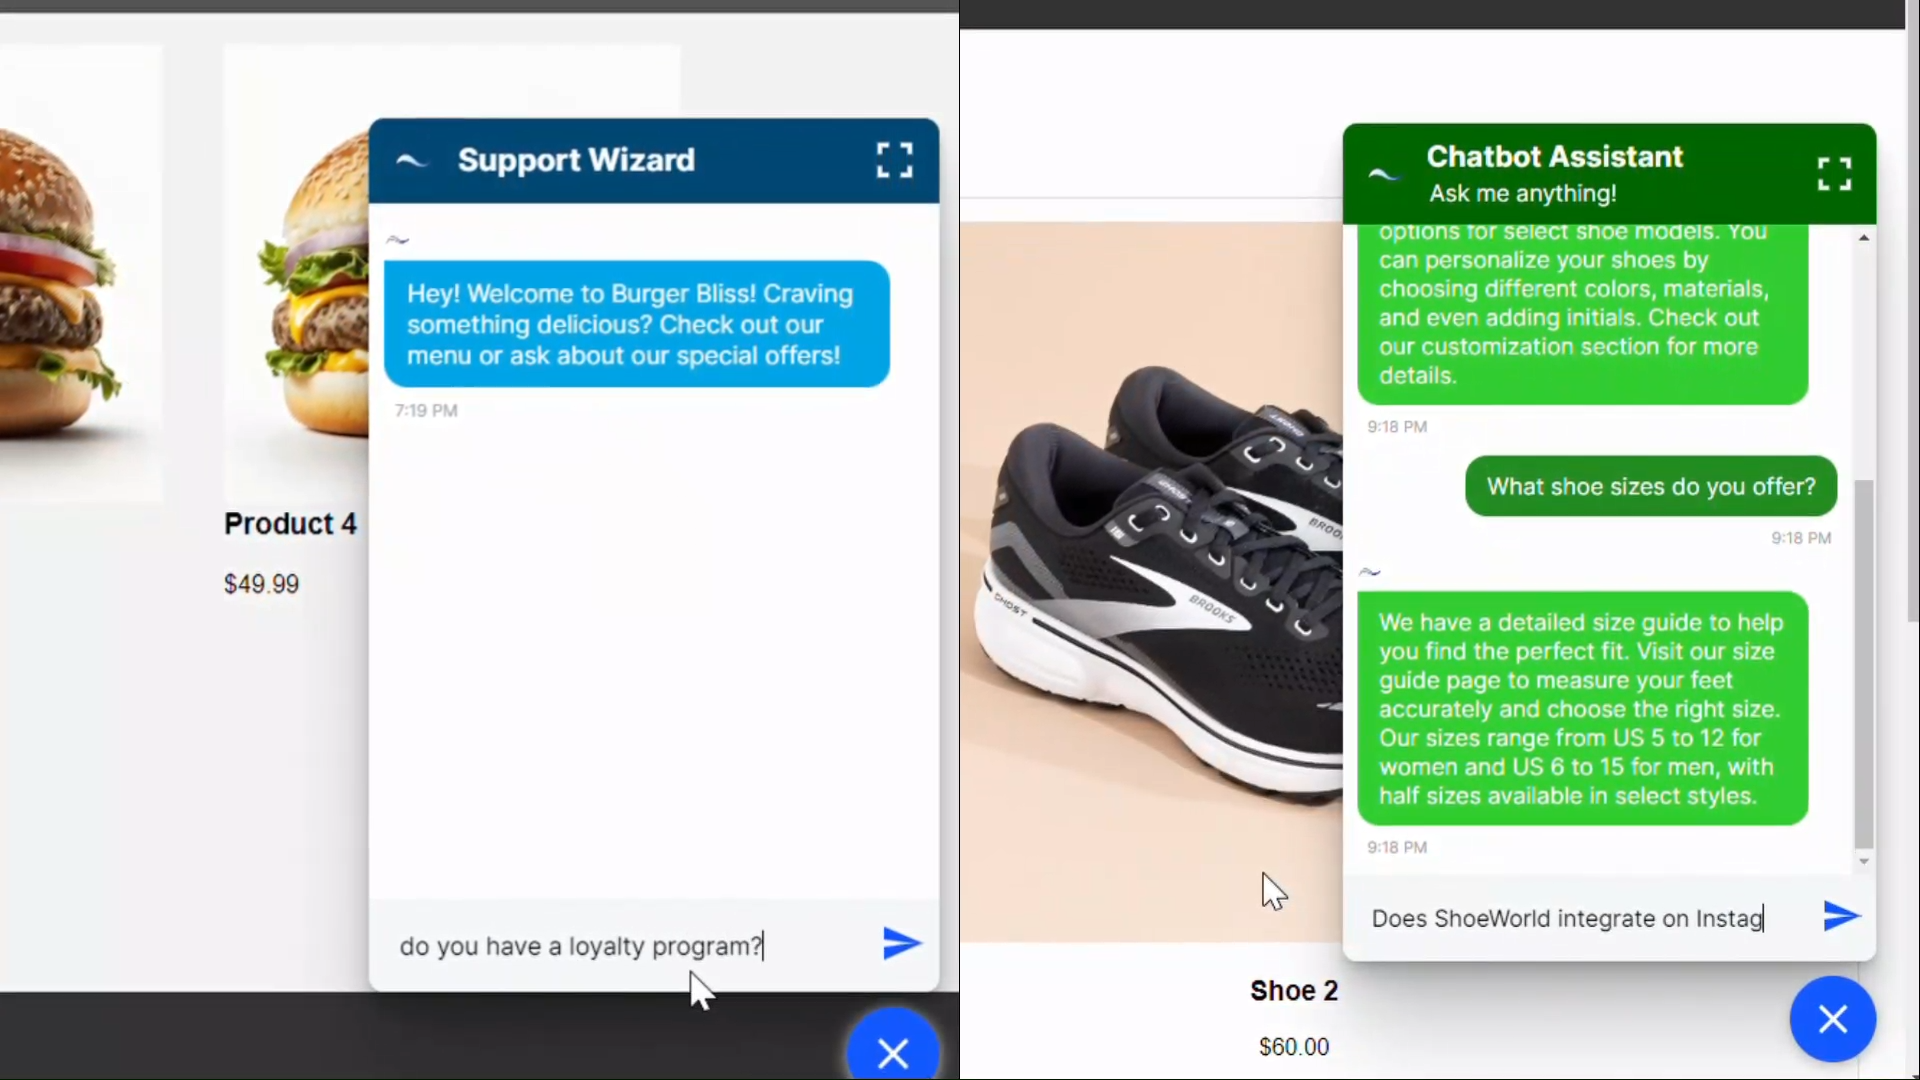 Support Wizard
Hey! Welcome to Burger Bliss! Craving
something delicious? Check out our
menu or ask about our special offers!
7:19 PM
Product 4
$49.99
do you have a loyalty program?
Chatbot Assistant
Ask me anything!
options for select shoe models. You
can personalize your shoes by
choosing different colors, materials,
and even adding initials. Check out
our customization section for more
details.
9:18 PM
What shoe sizes do you offer?
9:18 PM
We have a detailed size guide to help
you find the perfect fit. Visit our size
guide page to measure your feet
accurately and choose the right size.
Our sizes range from US 5 to 12 for
women and US 6 to 15 for men, with
half sizes available in select styles.
9:18 PM
Does ShoeWorld integrate on Instag
GHOST
BROOKS
Shoe 2
$60.00